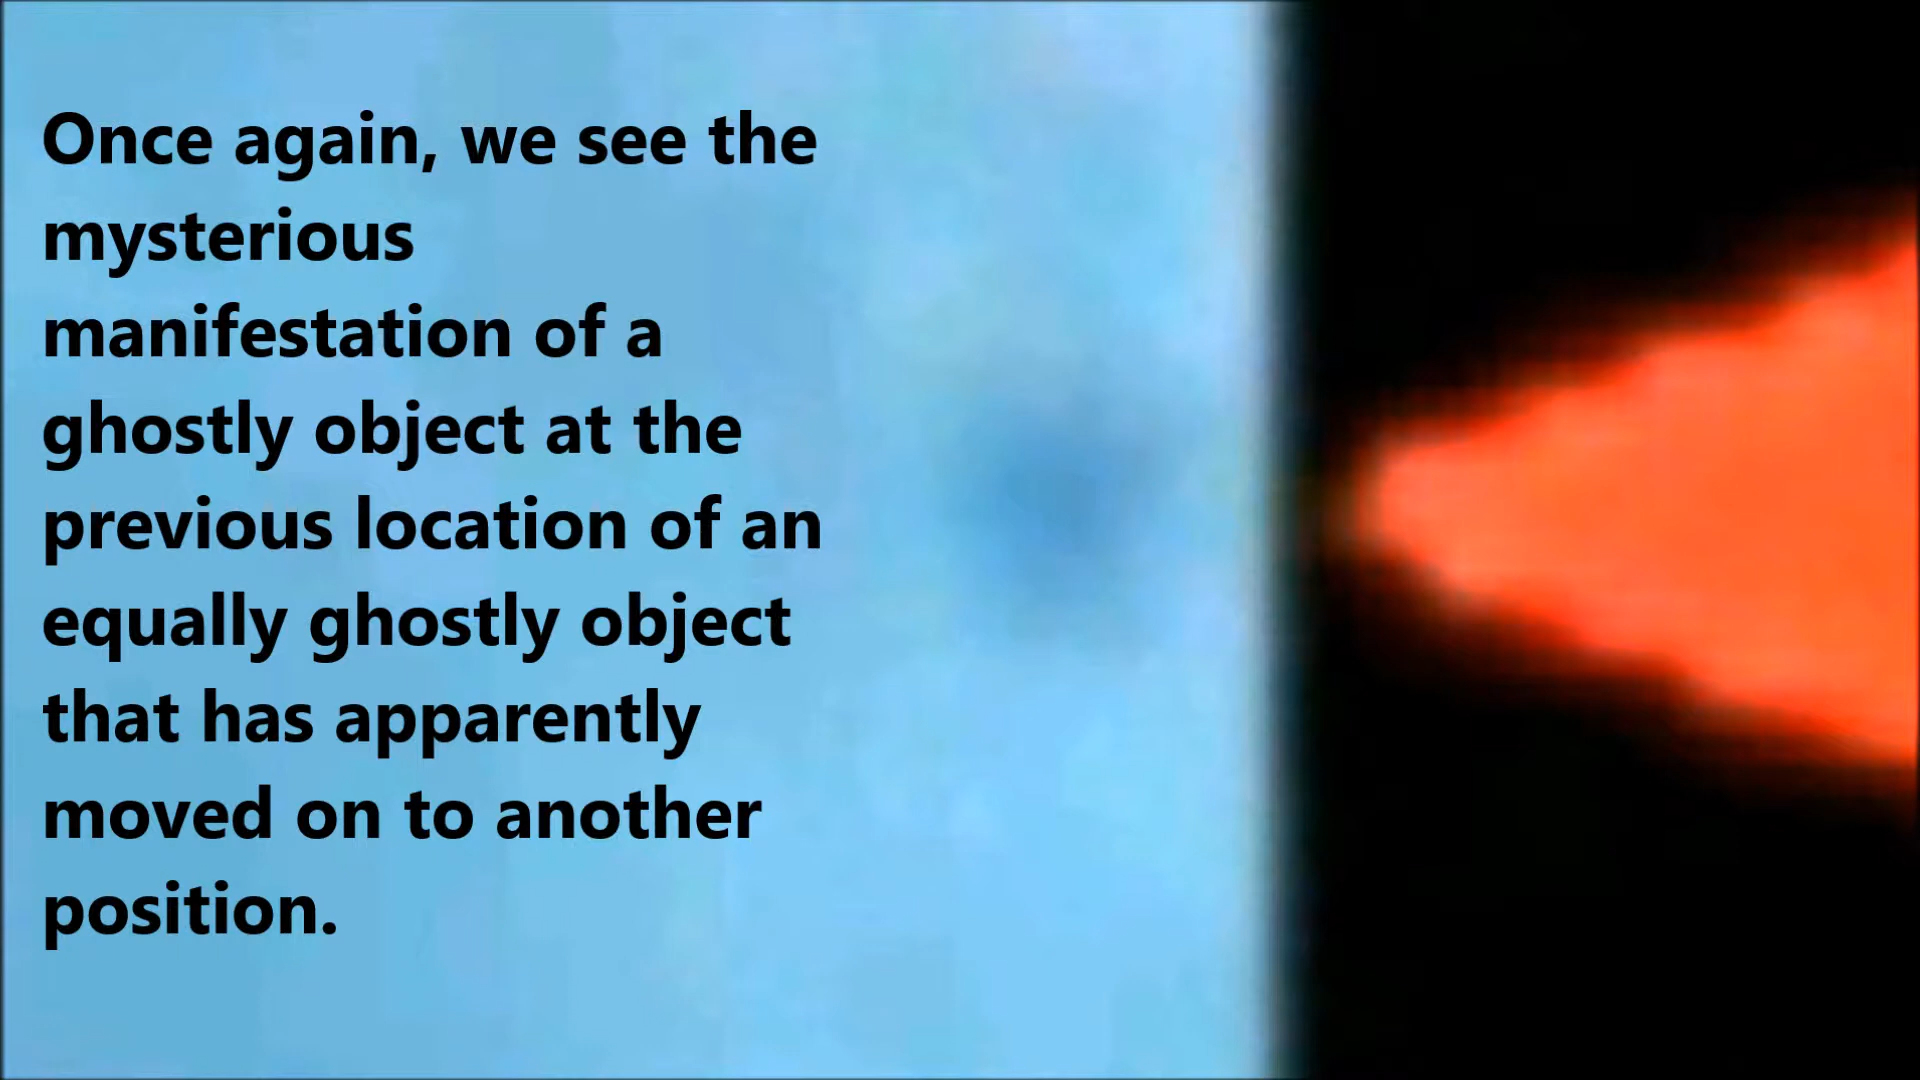 Once again, we see the
mysterious
manifestation of a
ghostly object at the
previous location of an
equally ghostly object
that has apparently
moved on to another
position.